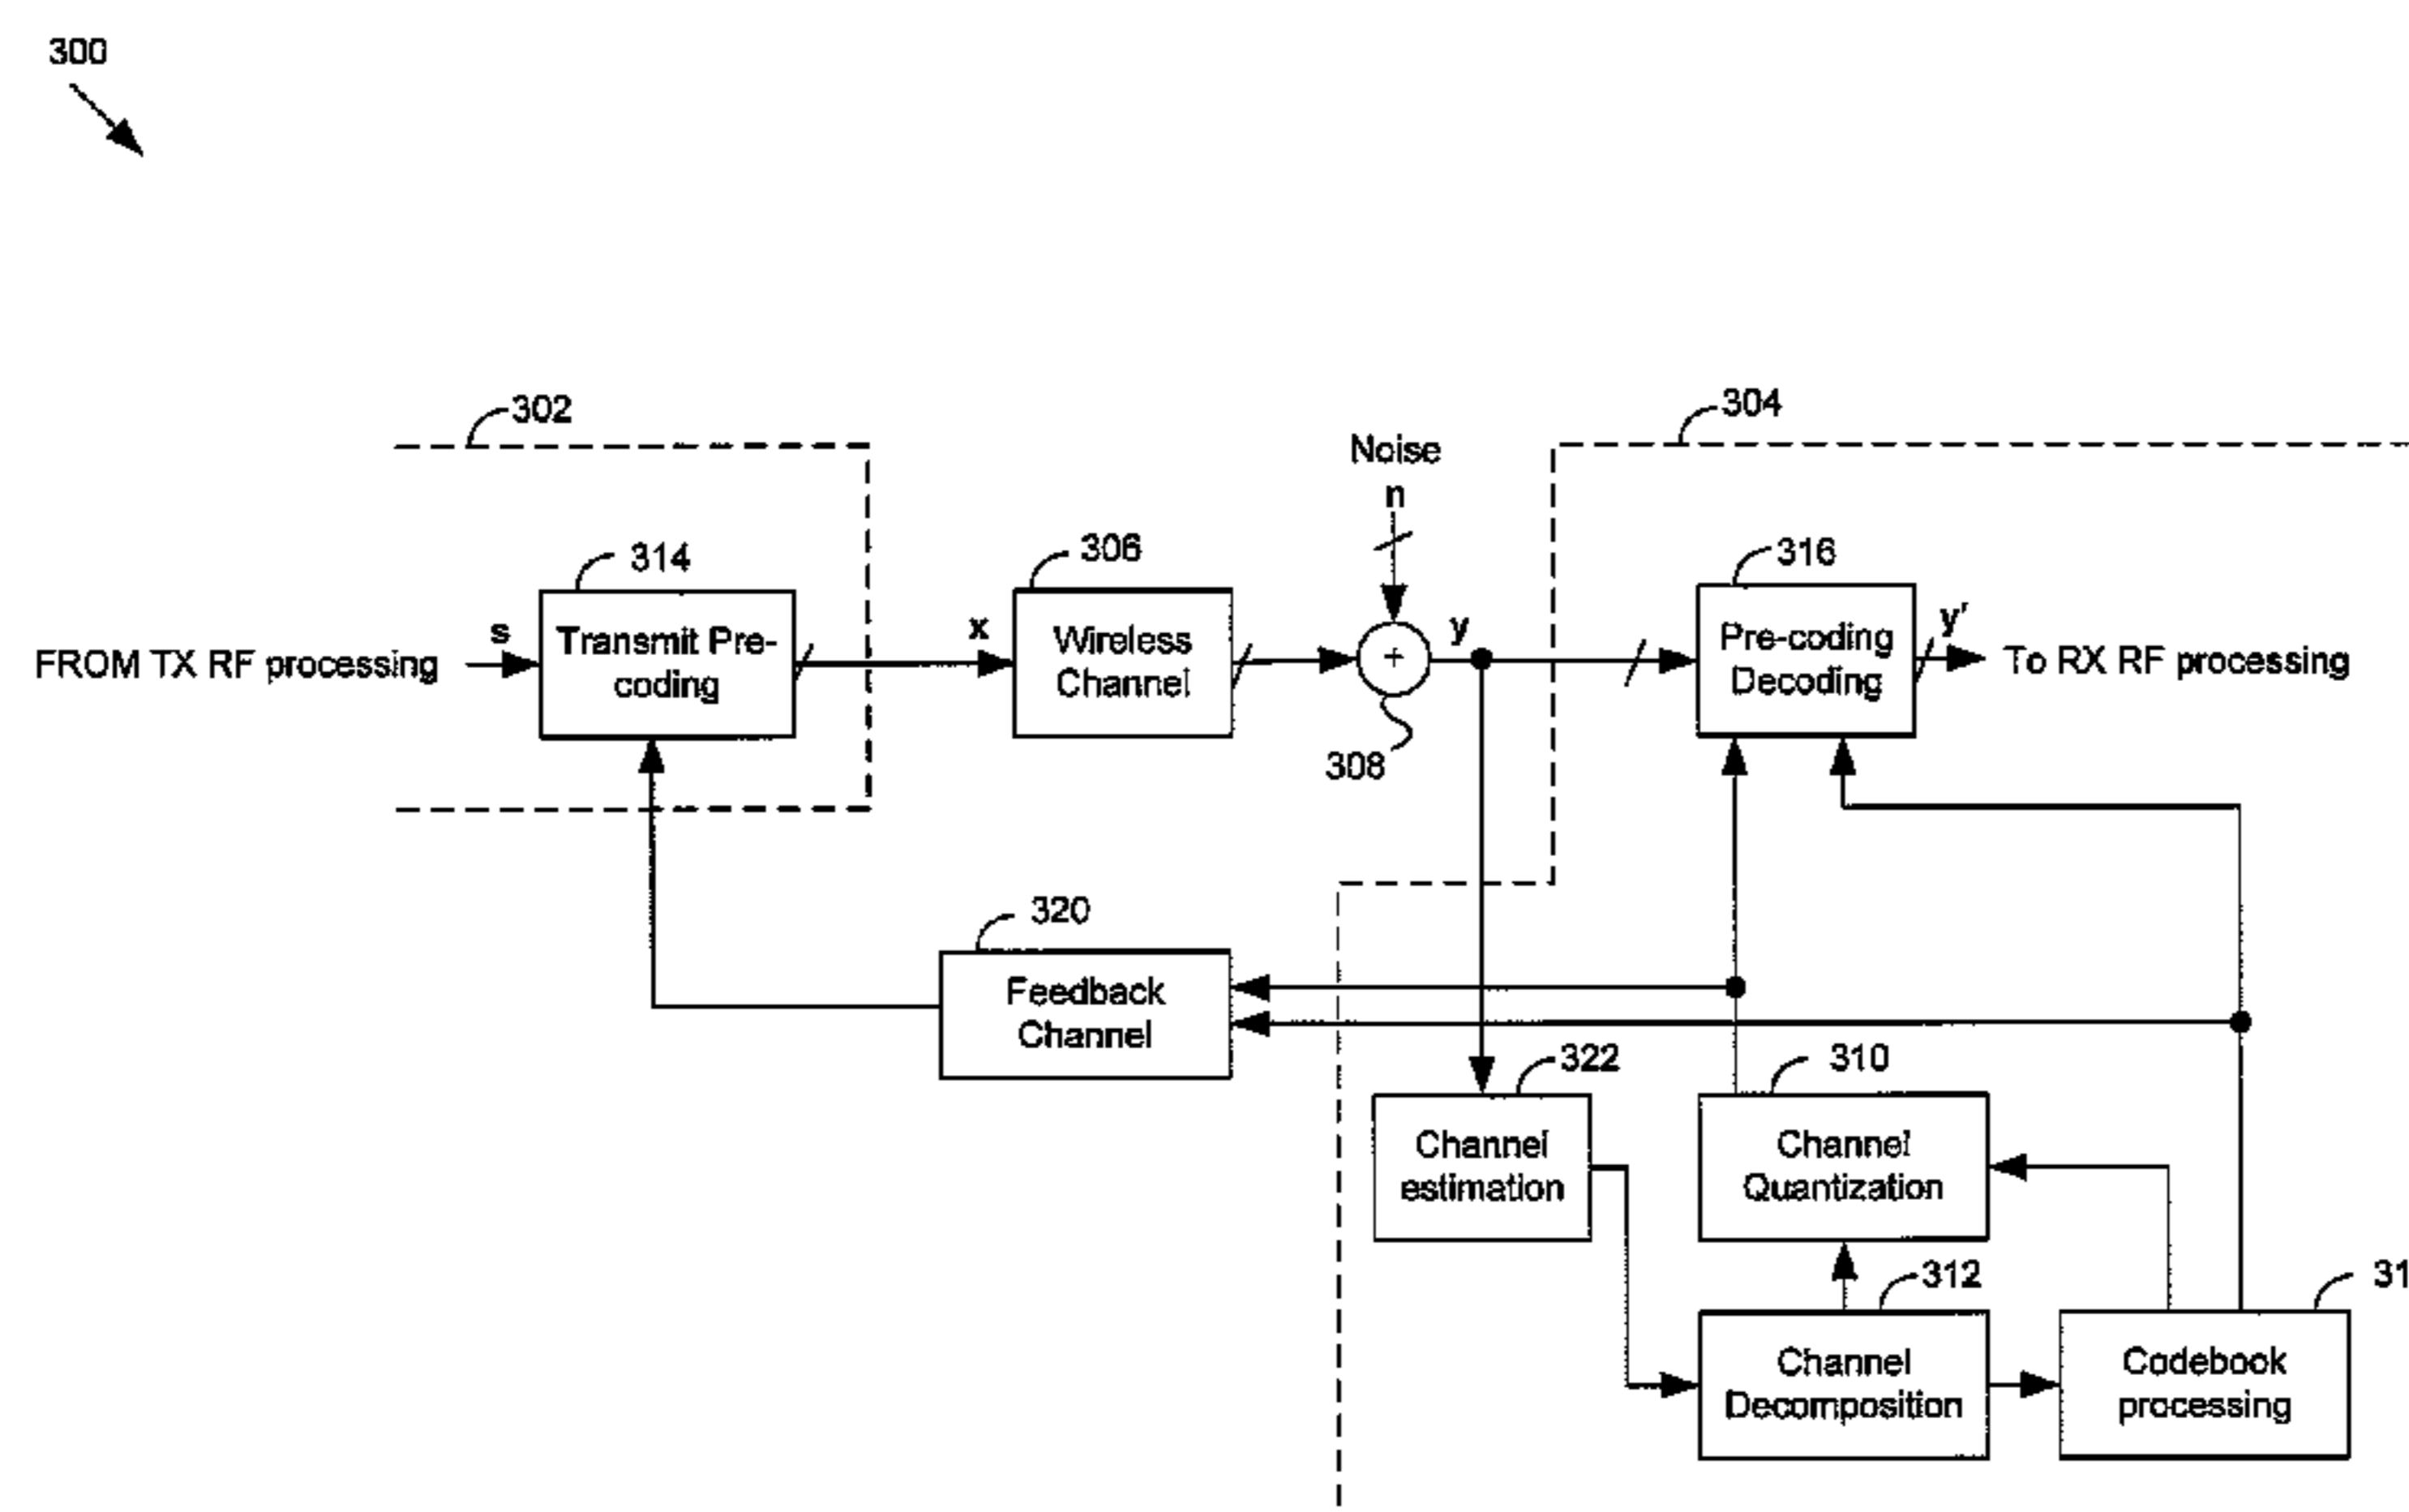 300
302
304
Noise
n
314
306
316
FROM TX RF processing
s
Transmit Pre-
coding
x
Wireless
Channel
+
y
Pre-coding
Decoding
y'
To RX RF processing
308
320
Feedback
Channel
322
310
Channel
estimation
Channel
Quantization
312
31
Channel
Decomposition
Codebook
processing